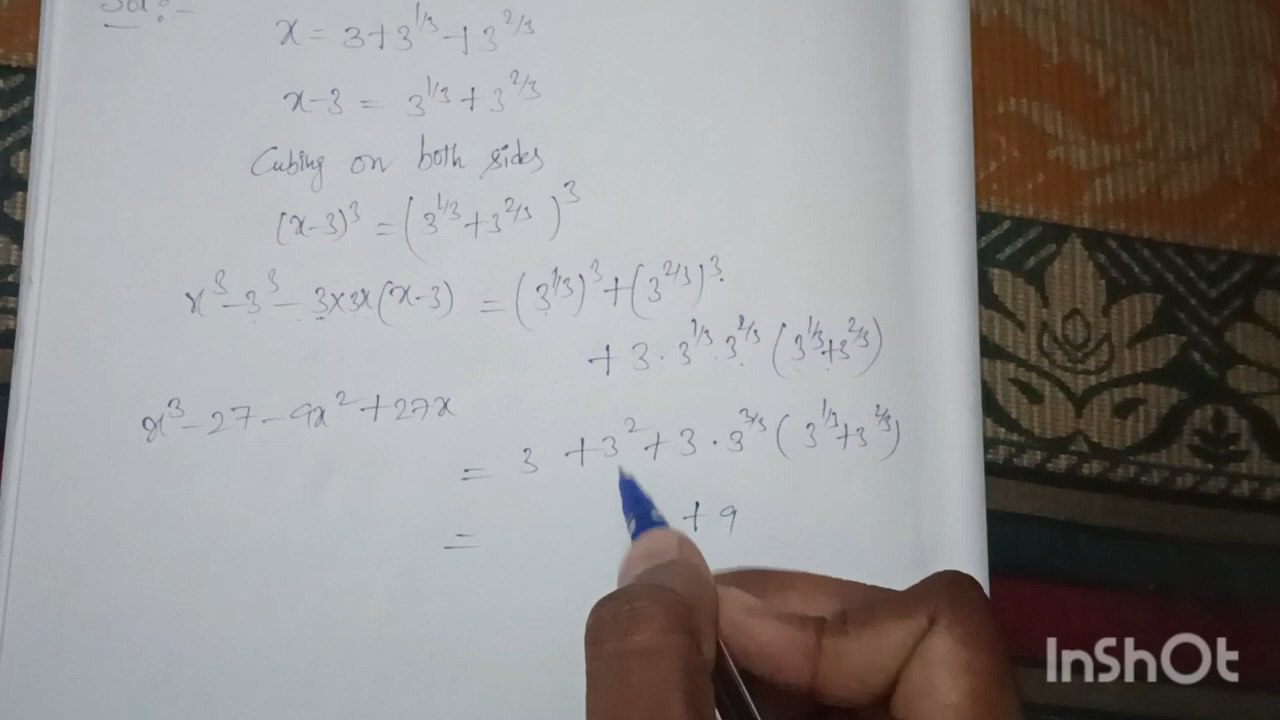 Sol:-
x = 3+3^{1/3}+3^{2/3}
x-3 = 3^{1/3}+3^{2/3}
Cubing on both sides
(x-3)^3 = (3^{1/3}+3^{2/3})^3
x^3-3^3-3×3x(x-3) = (3^{1/3})^3+(3^{2/3})^3
+ 3·3^{1/3}·3^{2/3}(3^{1/3}+3^{2/3})
x^3-27-9x^2+27x
= 3 +3^2+3·3^{3/3}(3^{1/3}+3^{2/3})
= +9
InShOt